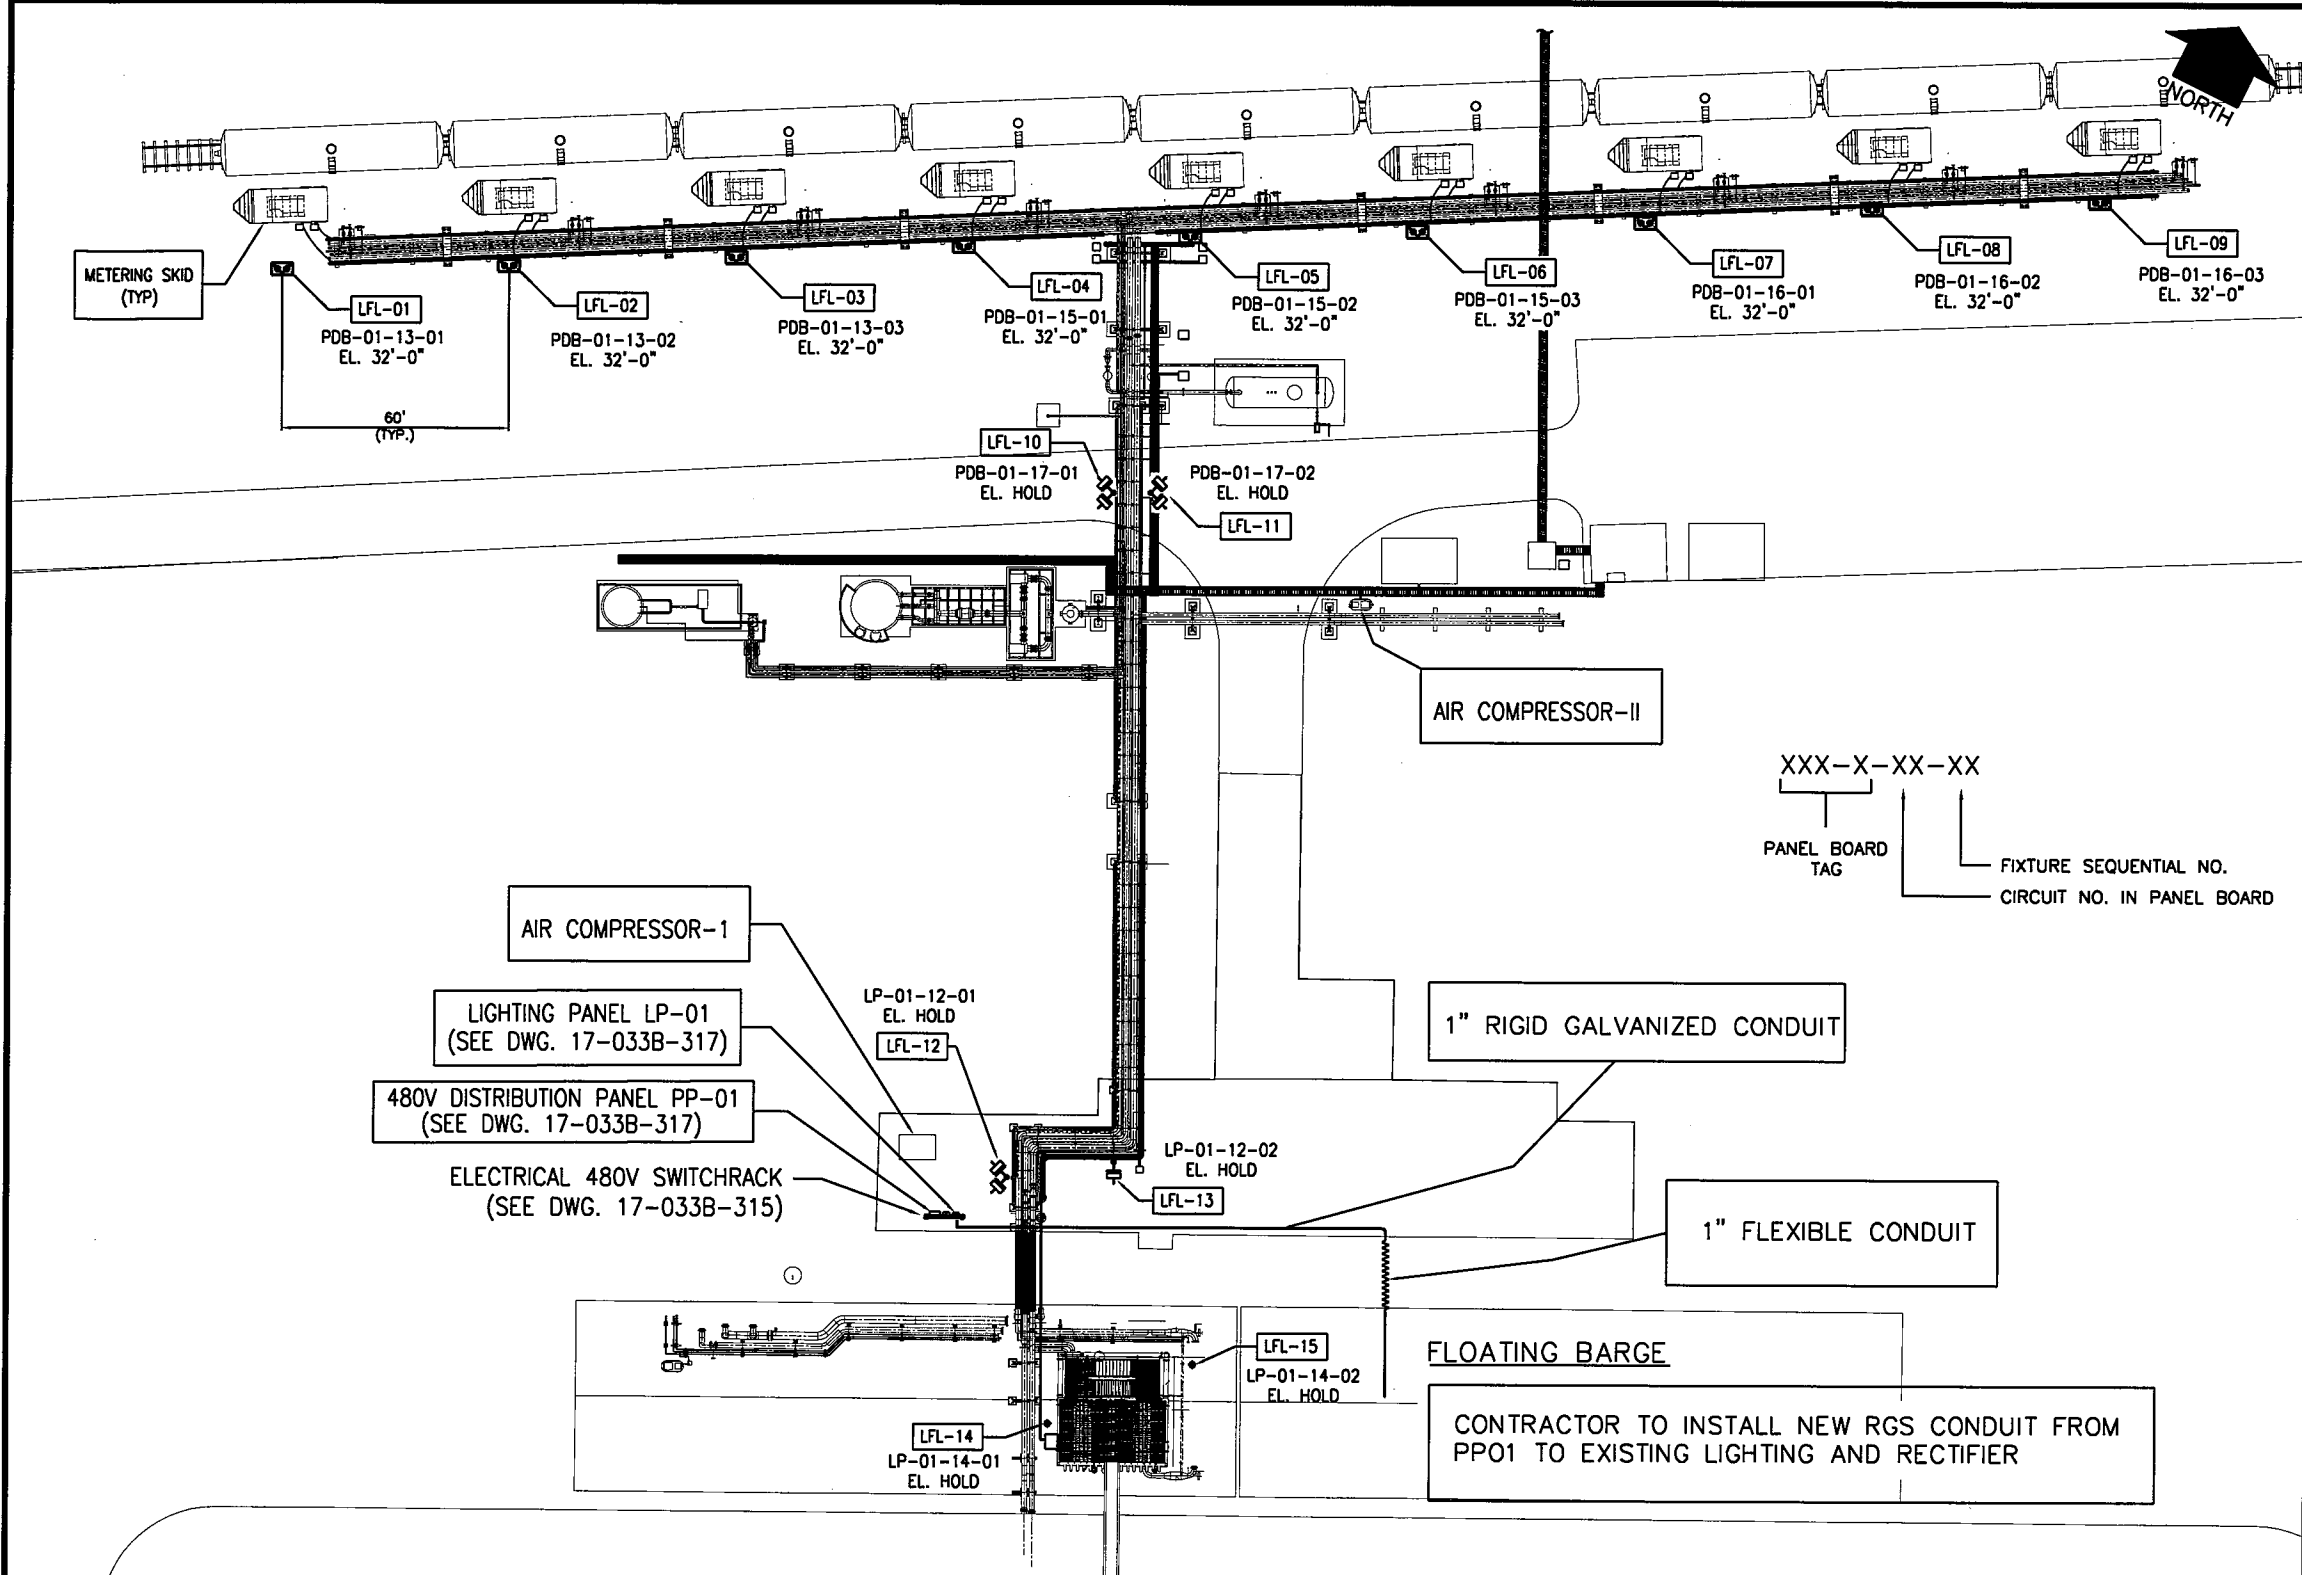 NORTH
METERING SKID
(TYP)
LFL-01
PDB-01-13-01
EL. 32'-0"
LFL-02
PDB-01-13-02
EL. 32'-0"
LFL-03
PDB-01-13-03
EL. 32'-0"
LFL-04
PDB-01-15-01
EL. 32'-0"
LFL-05
PDB-01-15-02
EL. 32'-0"
LFL-06
PDB-01-15-03
EL. 32'-0"
LFL-07
PDB-01-16-01
EL. 32'-0"
LFL-08
PDB-01-16-02
EL. 32'-0"
LFL-09
PDB-01-16-03
EL. 32'-0"
60'
(TYP.)
LFL-10
PDB-01-17-01
EL. HOLD
PDB-01-17-02
EL. HOLD
LFL-11
AIR COMPRESSOR-II
XXX-X-XX-XX
PANEL BOARD
TAG
FIXTURE SEQUENTIAL NO.
CIRCUIT NO. IN PANEL BOARD
AIR COMPRESSOR-1
LIGHTING PANEL LP-01
(SEE DWG. 17-033B-317)
480V DISTRIBUTION PANEL PP-01
(SEE DWG. 17-033B-317)
ELECTRICAL 480V SWITCHRACK
(SEE DWG. 17-033B-315)
LP-01-12-01
EL. HOLD
LFL-12
LP-01-12-02
EL. HOLD
LFL-13
1" RIGID GALVANIZED CONDUIT
1" FLEXIBLE CONDUIT
1
LFL-15
LP-01-14-02
EL. HOLD
LFL-14
LP-01-14-01
EL. HOLD
FLOATING BARGE
CONTRACTOR TO INSTALL NEW RGS CONDUIT FROM
PP01 TO EXISTING LIGHTING AND RECTIFIER